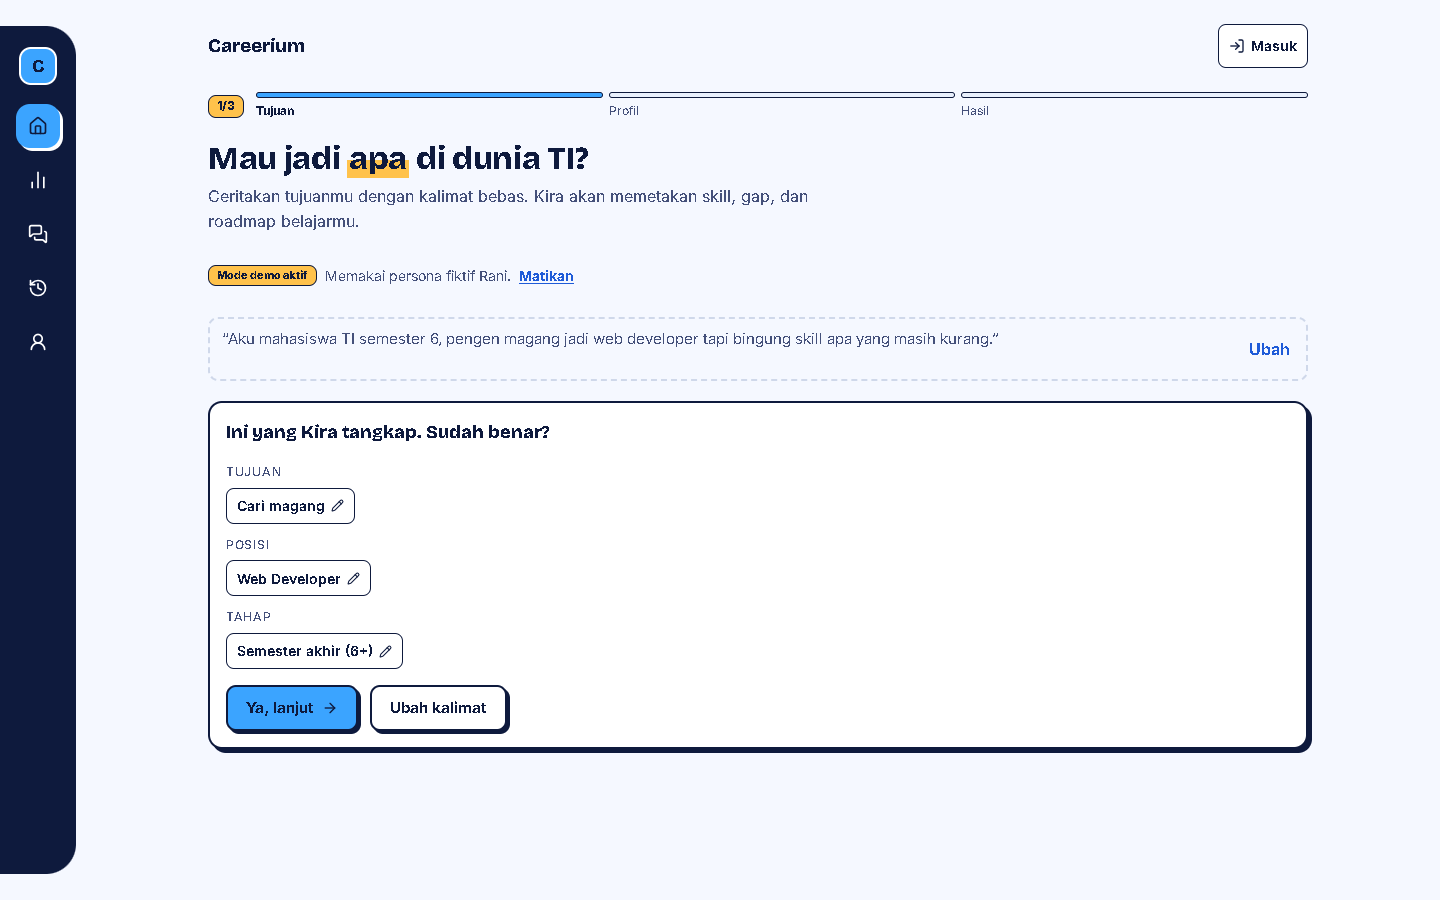 C
Careerium
Masuk
1/3
Tujuan
Profil
Hasil
Mau jadi apa di dunia TI?
Ceritakan tujuanmu dengan kalimat bebas. Kira akan memetakan skill, gap, dan
roadmap belajarmu.
Mode demo aktif
Memakai persona fiktif Rani.
Matikan
“Aku mahasiswa TI semester 6, pengen magang jadi web developer tapi bingung skill apa yang masih kurang.”
Ubah
Ini yang Kira tangkap. Sudah benar?
TUJUAN
Cari magang
POSISI
Web Developer
TAHAP
Semester akhir (6+)
Ya, lanjut
Ubah kalimat